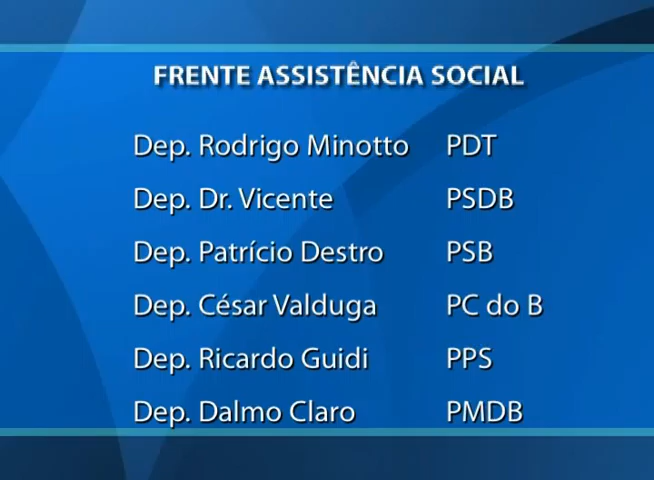 FRENTE ASSISTÊNCIA SOCIAL
Dep. Rodrigo Minotto PDT
Dep. Dr. Vicente PSDB
Dep. Patrício Destro PSB
Dep. César Valduga PC do B
Dep. Ricardo Guidi PPS
Dep. Dalmo Claro PMDB